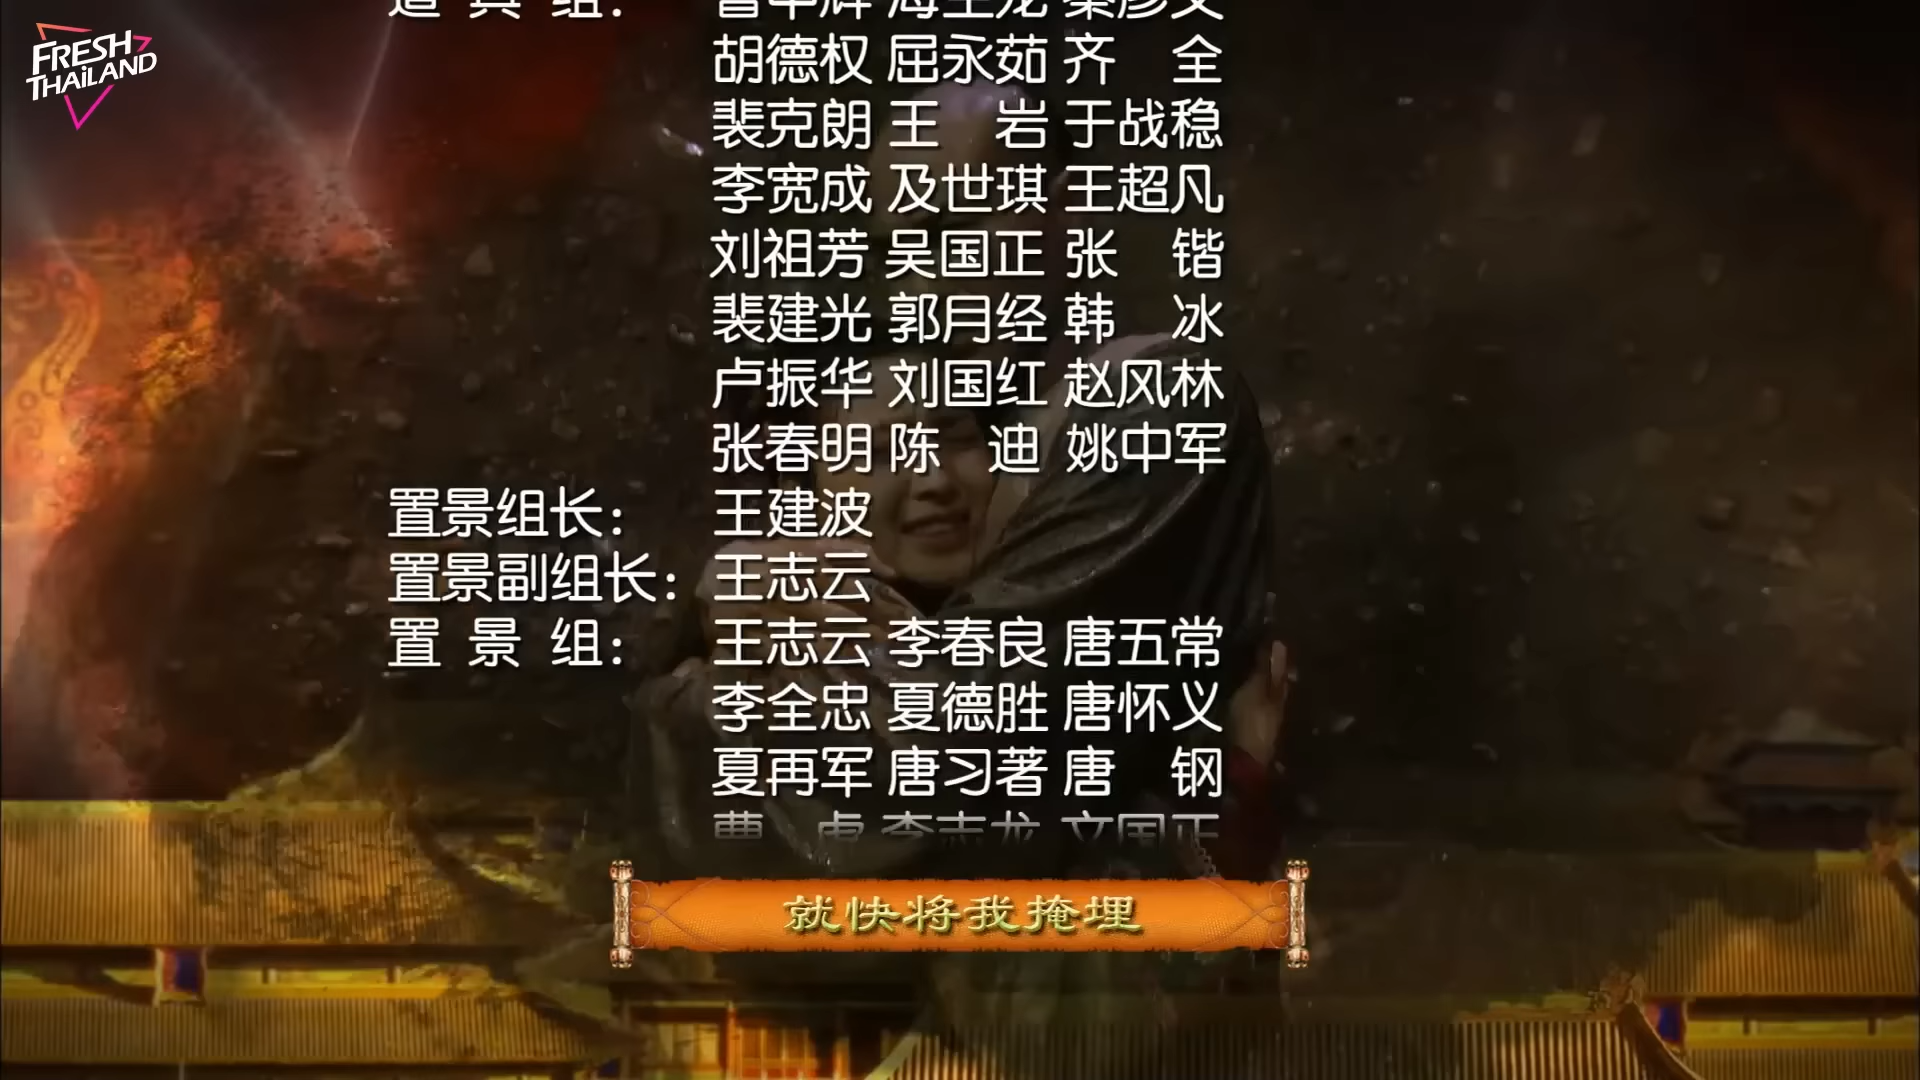 FRESH
THAILAND
胡德权 屈永茹 齐　全
裴克朗 王　岩 于战稳
李宽成 及世琪 王超凡
刘祖芳 吴国正 张　锴
裴建光 郭月经 韩　冰
卢振华 刘国红 赵风林
张春明 陈　迪 姚中军
置景组长： 王建波
置景副组长： 王志云
置 景 组： 王志云 李春良 唐五常
李全忠 夏德胜 唐怀义
夏再军 唐习著 唐　钢
就快将我掩埋